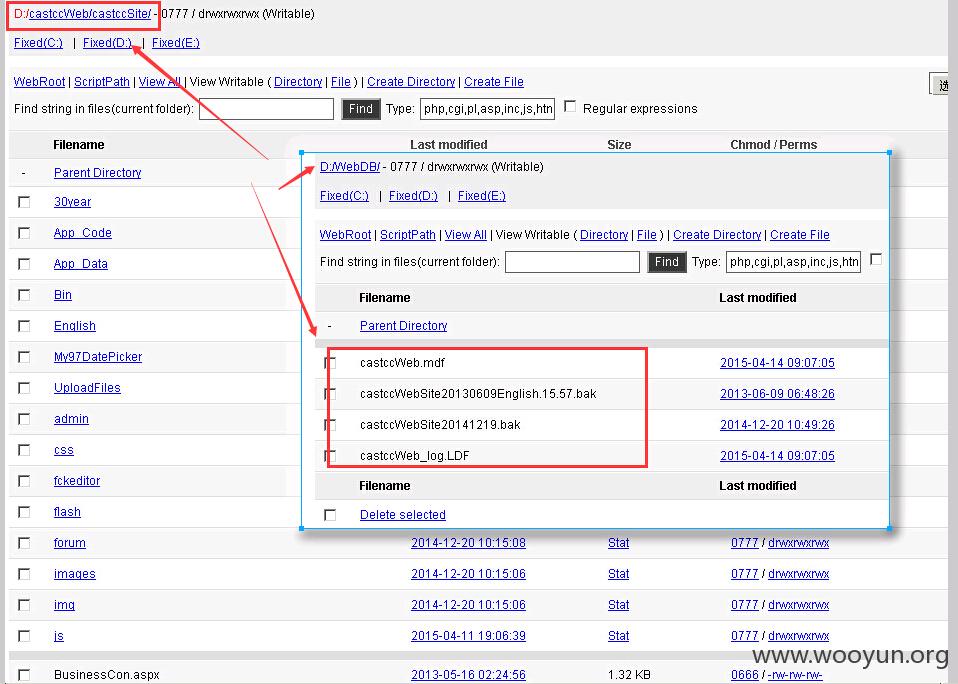 D:/castccWeb/castccSite/ - 0777 / drwxrwxrwx (Writable)
Fixed(C:) | Fixed(D:) | Fixed(E:)
WebRoot | ScriptPath | View All | View Writable ( Directory | File ) | Create Directory | Create File
选
Find string in files(current folder): Find Type: php,cgi,pl,asp,inc,js,htn Regular expressions
Filename Last modified Size Chmod / Perms
- Parent Directory
30year
App_Code
App_Data
Bin
English
My97DatePicker
UploadFiles
admin
css
fckeditor
flash
D:/WebDB/ - 0777 / drwxrwxrwx (Writable)
Fixed(C:) | Fixed(D:) | Fixed(E:)
WebRoot | ScriptPath | View All | View Writable ( Directory | File ) | Create Directory | Create File
Find string in files(current folder): Find Type: php,cgi,pl,asp,inc,js,htn
Filename Last modified
- Parent Directory
castccWeb.mdf 2015-04-14 09:07:05
castccWebSite20130609English.15.57.bak 2013-06-09 06:48:26
castccWebSite20141219.bak 2014-12-20 10:49:26
castccWeb_log.LDF 2015-04-14 09:07:05
Filename Last modified
Delete selected
forum 2014-12-20 10:15:08 Stat 0777 / drwxrwxrwx
images 2014-12-20 10:15:06 Stat 0777 / drwxrwxrwx
img 2014-12-20 10:15:06 Stat 0777 / drwxrwxrwx
js 2015-04-11 19:06:39 Stat 0777 / drwxrwxrwx
BusinessCon.aspx 2013-05-16 02:24:56 1.32 KB 0666 / -rw-rw-rw-
www.wooyun.org